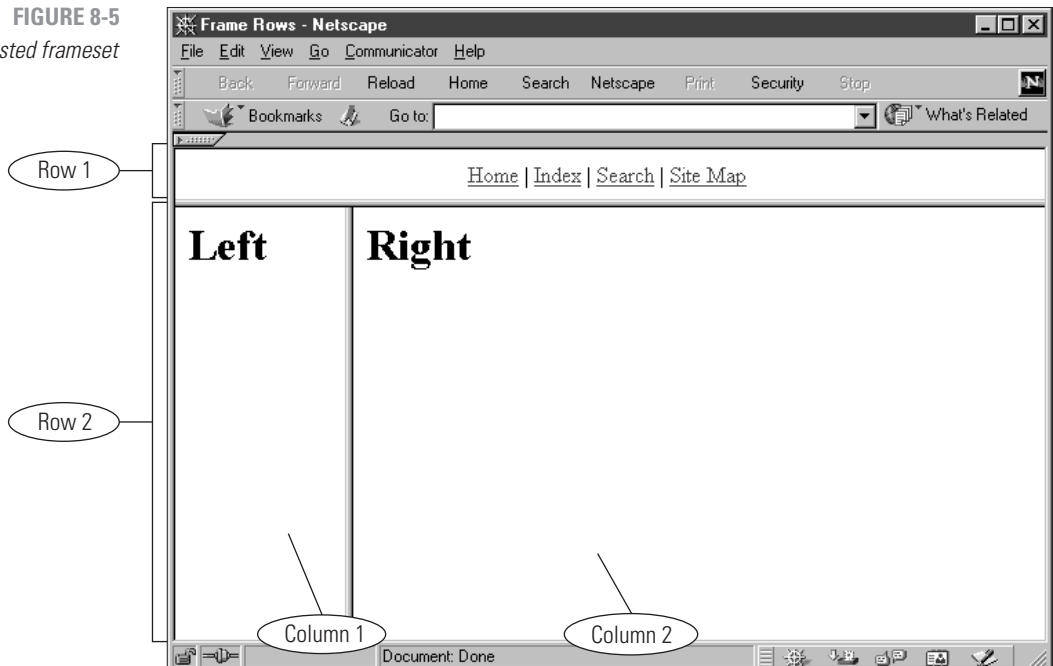 FIGURE 8-5
sted frameset
Frame Rows - Netscape
File Edit View Go Communicator Help
Back Forward Reload Home Search Netscape Print Security Stop
N
Bookmarks Go to: What's Related
Row 1
Home | Index | Search | Site Map
Left Right
Row 2
Column 1 Column 2
Document: Done